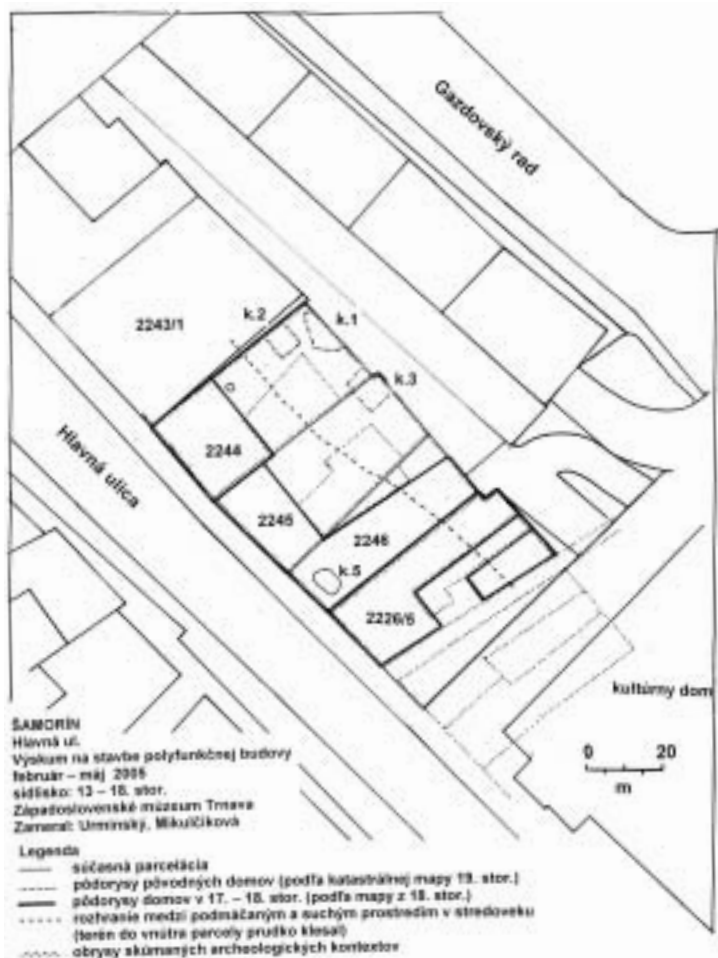 Gazdovský rad
2243/1
k.2
k.1
k.3
Hlavná ulica
2244
2245
2246
k.5
2226/6
kultúrny dom
0 20
m
ŠAMORÍN
Hlavná ul.
Výskum na stavbe polyfunkčnej budovy
február – máj 2005
sídlisko: 13 – 18. stor.
Západoslovenské múzeum Trnava
Zameral: Urminský, Mikulčíková
Legenda
súčasná parcelácia
pôdorysy pôvodných domov (podľa katastrálnej mapy 19. stor.)
pôdorysy domov v 17. – 18. stor. (podľa mapy z 18. stor.)
rozhranie medzi podmáčaným a suchým prostredím v stredoveku
(terén do vnútra parcely prudko klesal)
obrysy skúmaných archeologických kontextov